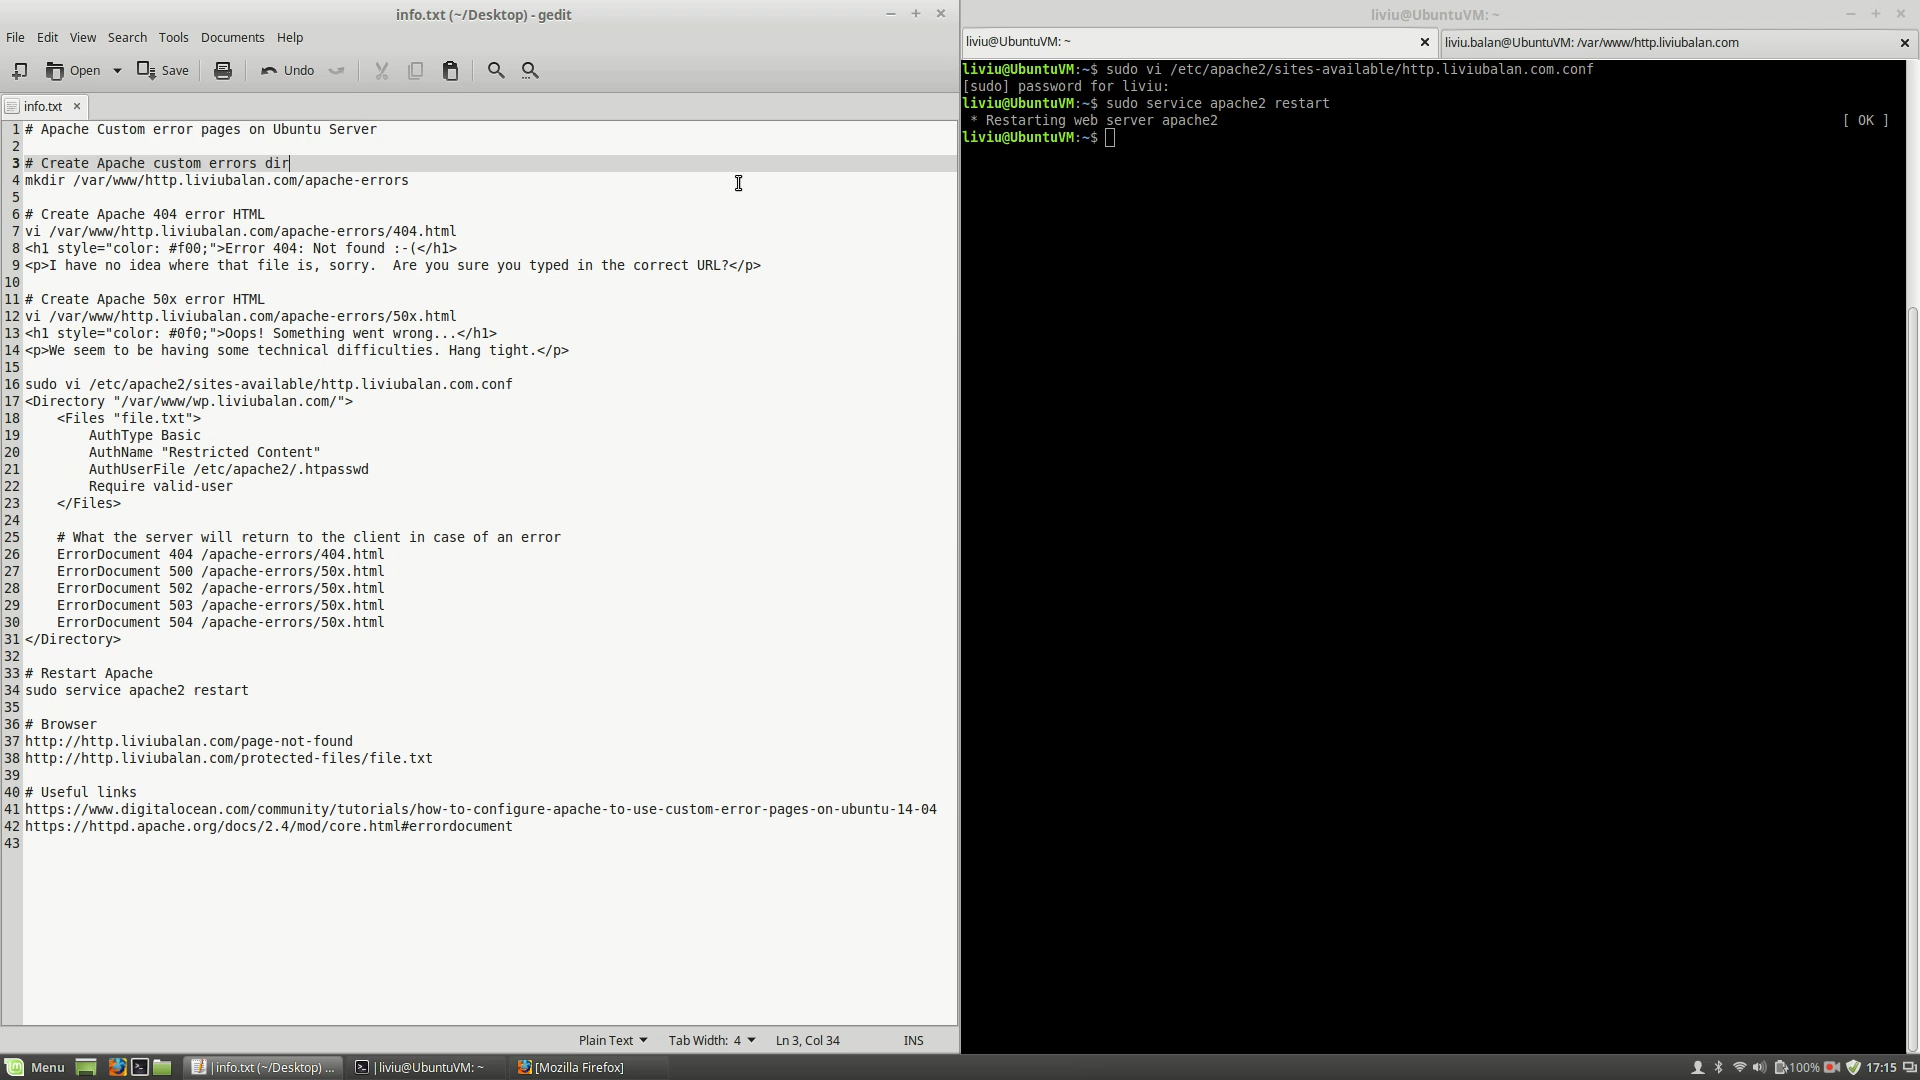 info.txt (~/Desktop) - gedit
File Edit View Search Tools Documents Help
Open Save Undo
info.txt
1 # Apache Custom error pages on Ubuntu Server
2
3 # Create Apache custom errors dir
4 mkdir /var/www/http.liviubalan.com/apache-errors
5
6 # Create Apache 404 error HTML
7 vi /var/www/http.liviubalan.com/apache-errors/404.html
8 <h1 style="color: #f00;">Error 404: Not found :-(</h1>
9 <p>I have no idea where that file is, sorry.  Are you sure you typed in the correct URL?</p>
10
11 # Create Apache 50x error HTML
12 vi /var/www/http.liviubalan.com/apache-errors/50x.html
13 <h1 style="color: #0f0;">Oops! Something went wrong...</h1>
14 <p>We seem to be having some technical difficulties. Hang tight.</p>
15
16 sudo vi /etc/apache2/sites-available/http.liviubalan.com.conf
17 <Directory "/var/www/wp.liviubalan.com/">
18     <Files "file.txt">
19         AuthType Basic
20         AuthName "Restricted Content"
21         AuthUserFile /etc/apache2/.htpasswd
22         Require valid-user
23     </Files>
24
25     # What the server will return to the client in case of an error
26     ErrorDocument 404 /apache-errors/404.html
27     ErrorDocument 500 /apache-errors/50x.html
28     ErrorDocument 502 /apache-errors/50x.html
29     ErrorDocument 503 /apache-errors/50x.html
30     ErrorDocument 504 /apache-errors/50x.html
31 </Directory>
32
33 # Restart Apache
34 sudo service apache2 restart
35
36 # Browser
37 http://http.liviubalan.com/page-not-found
38 http://http.liviubalan.com/protected-files/file.txt
39
40 # Useful links
41 https://www.digitalocean.com/community/tutorials/how-to-configure-apache-to-use-custom-error-pages-on-ubuntu-14-04
42 https://httpd.apache.org/docs/2.4/mod/core.html#errordocument
43
Plain Text Tab Width: 4 Ln 3, Col 34 INS
liviu@UbuntuVM: ~
liviu@UbuntuVM: ~ liviu.balan@UbuntuVM: /var/www/http.liviubalan.com
liviu@UbuntuVM:~$ sudo vi /etc/apache2/sites-available/http.liviubalan.com.conf
[sudo] password for liviu:
liviu@UbuntuVM:~$ sudo service apache2 restart
 * Restarting web server apache2 [ OK ]
liviu@UbuntuVM:~$
Menu |info.txt (~/Desktop) ... |liviu@UbuntuVM: ~ [Mozilla Firefox] 100% 17:15